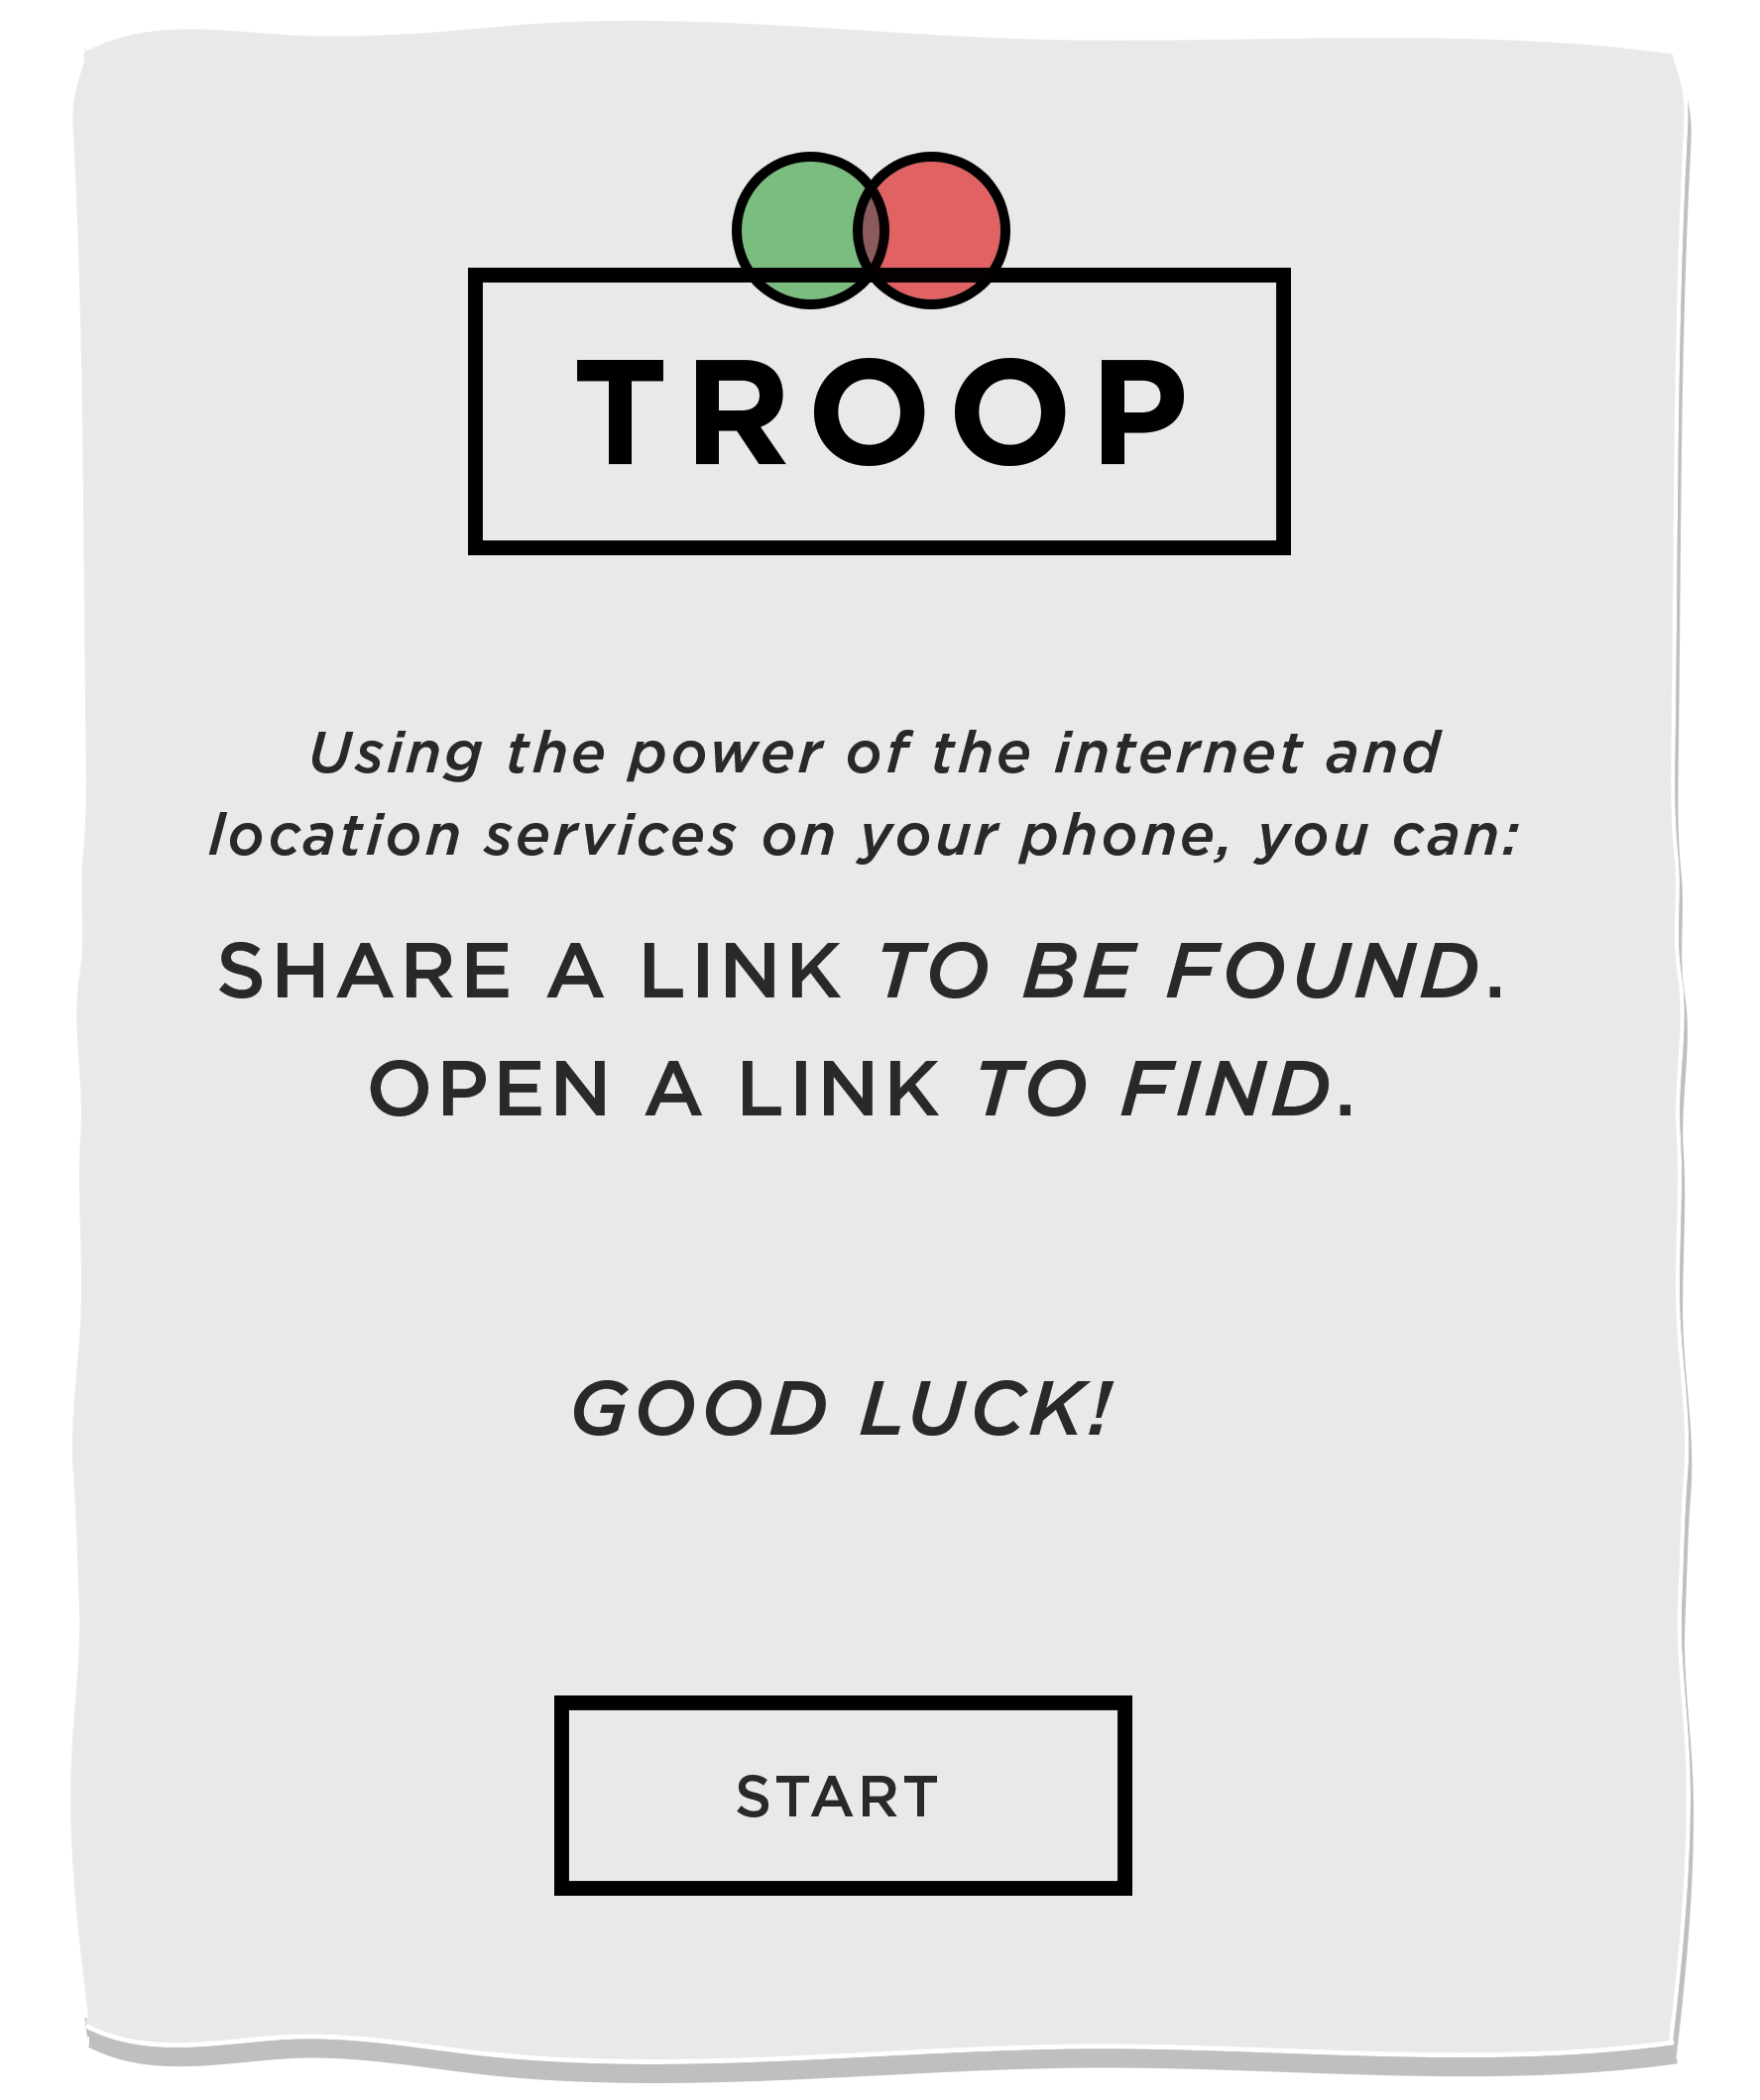 TROOP
Using the power of the internet and
location services on your phone, you can:
SHARE A LINK TO BE FOUND.
OPEN A LINK TO FIND.
GOOD LUCK!
START